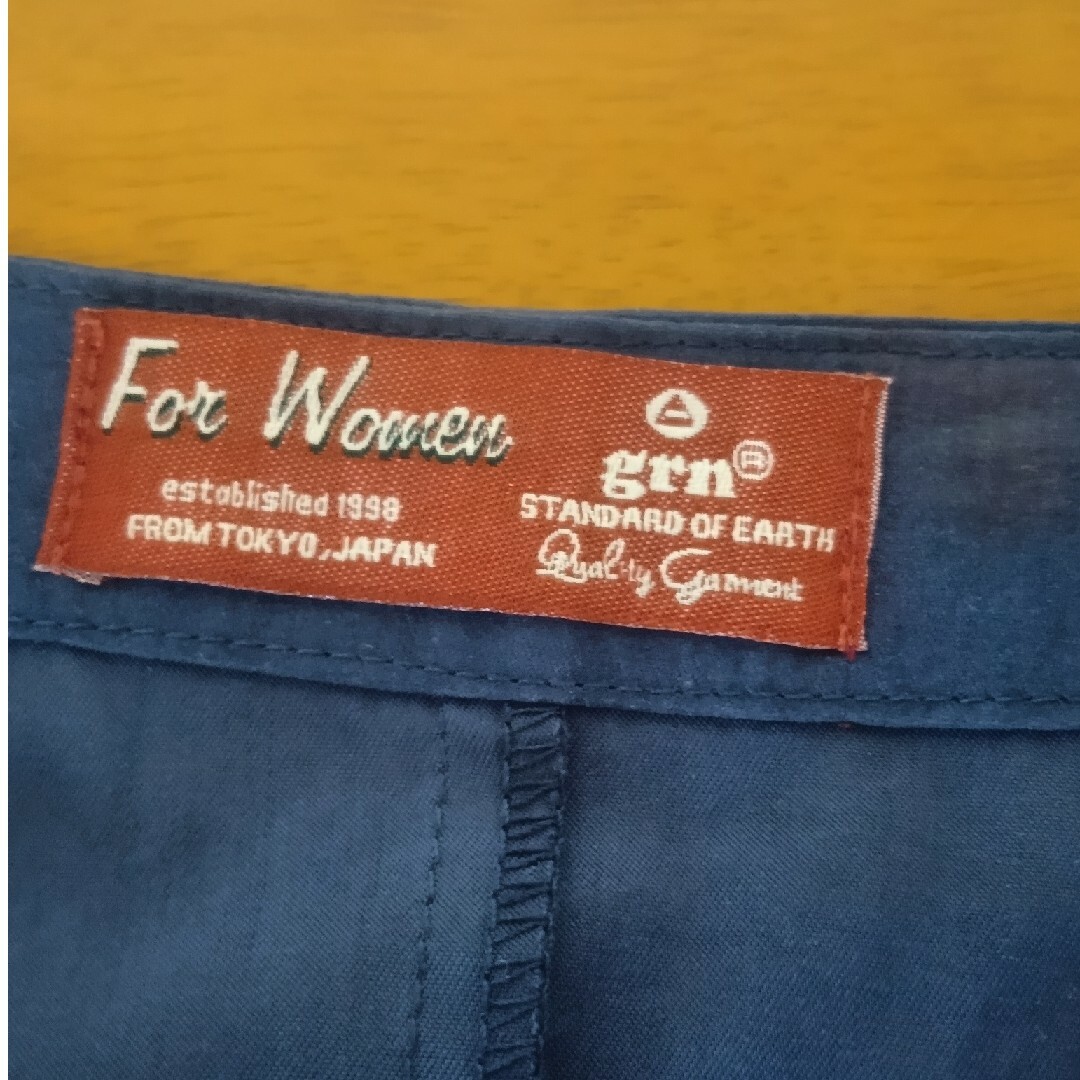 For Women
established 1998
FROM TOKYO, JAPAN
grn®
STANDARD OF EARTH
Quality Garment